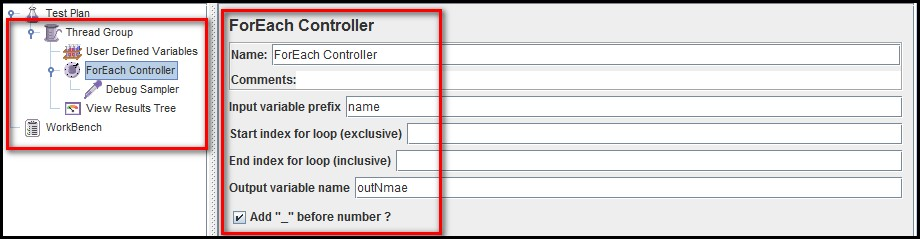 Test Plan
Thread Group
User Defined Variables
ForEach Controller
Debug Sampler
View Results Tree
WorkBench
ForEach Controller
Name: ForEach Controller
Comments:
Input variable prefix name
Start index for loop (exclusive)
End index for loop (inclusive)
Output variable name outNmae
Add "_" before number ?